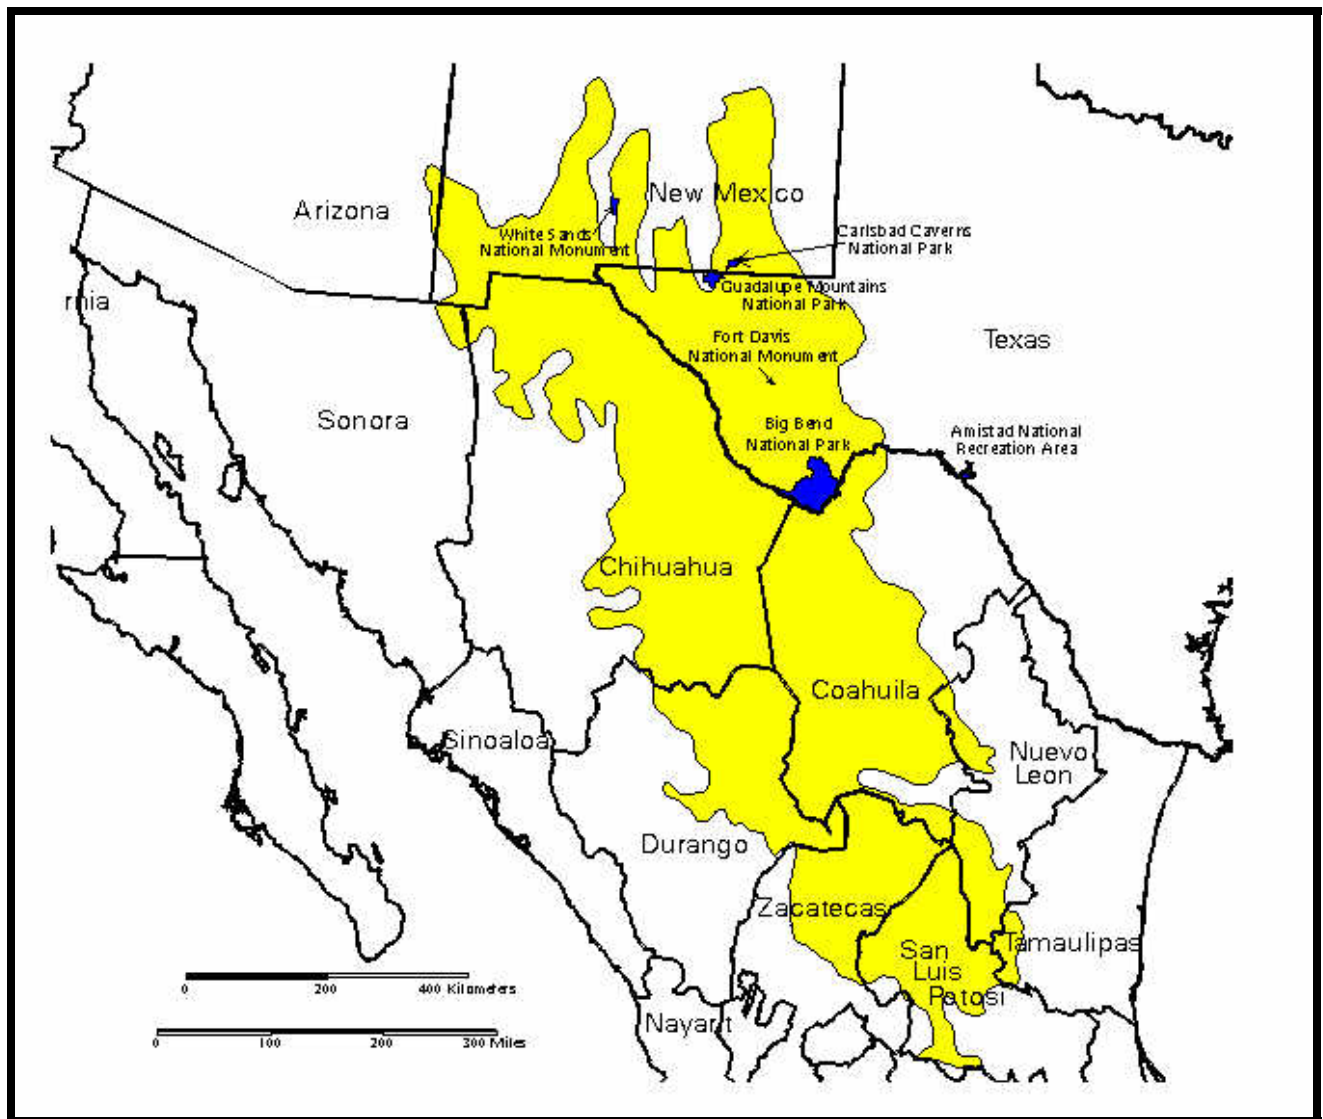 New Mexico
Arizona
White Sands
National Monument
Carlsbad Caverns
National Park
Guadalupe Mountains
National Park
rnia
Fort Davis
National Monument
Texas
Sonora
Big Bend
National Park
Amistad National
Recreation Area
Chihuahua
Coahuila
Sinoaloa
Nuevo
Leon
Durango
Zacatecas
San
Luis
Potosi
Tamaulipas
Nayarit
0 200 400 Kilometers
0 100 200 300 Miles